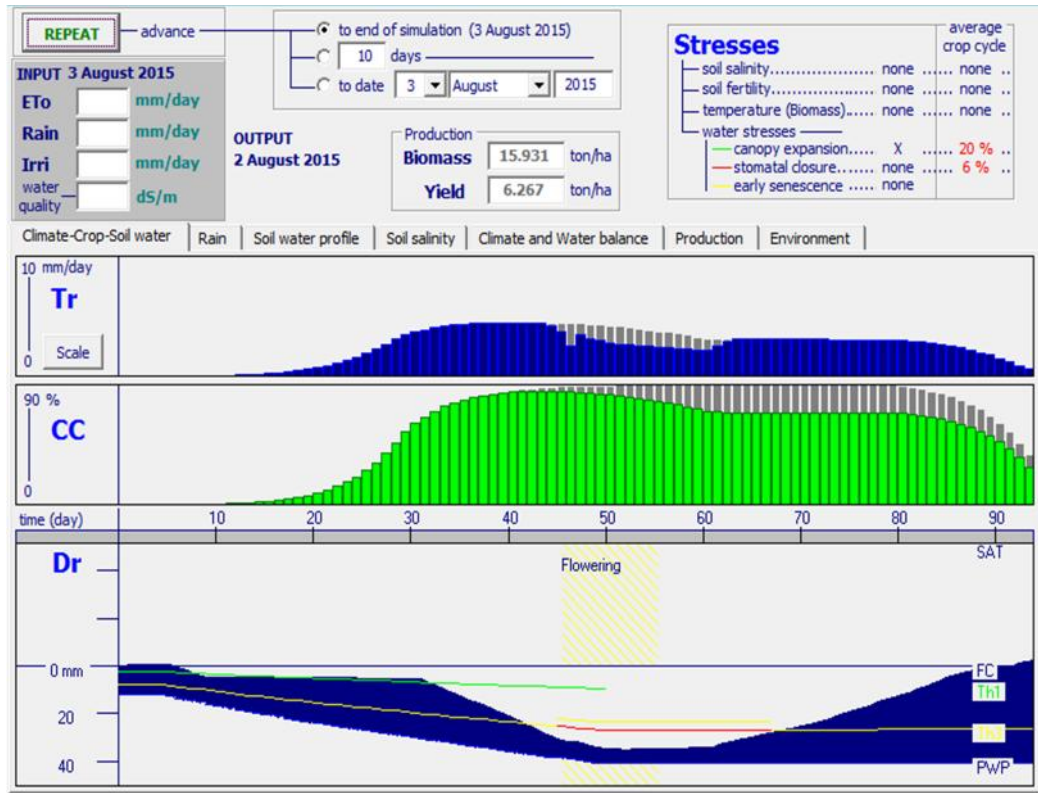 REPEAT advance to end of simulation (3 August 2015)
10 days
to date 3 August 2015
INPUT 3 August 2015
ETo mm/day
Rain mm/day
Irri mm/day
water quality dS/m
OUTPUT
2 August 2015
Production
Biomass 15.931 ton/ha
Yield 6.267 ton/ha
average
Stresses crop cycle
soil salinity..................... none ...... none ..
soil fertility...................... none ...... none ..
temperature (Biomass)...... none ...... none ..
water stresses
canopy expansion...... X ...... 20 % ..
stomatal closure....... none ...... 6 % ..
early senescence ..... none
Climate-Crop-Soil water Rain Soil water profile Soil salinity Climate and Water balance Production Environment
10 mm/day
Tr
0 Scale
90 %
CC
0
time (day) 10 20 30 40 50 60 70 80 90
Dr Flowering SAT
0 mm FC
Th1
20
40 PWP